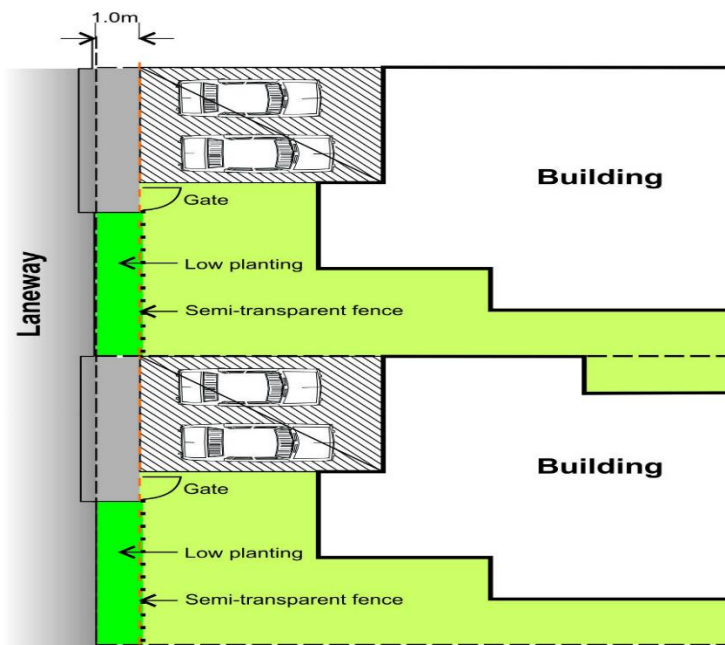 1.0m
Building
Gate
Low planting
Laneway
Semi-transparent fence
Building
Gate
Low planting
Semi-transparent fence